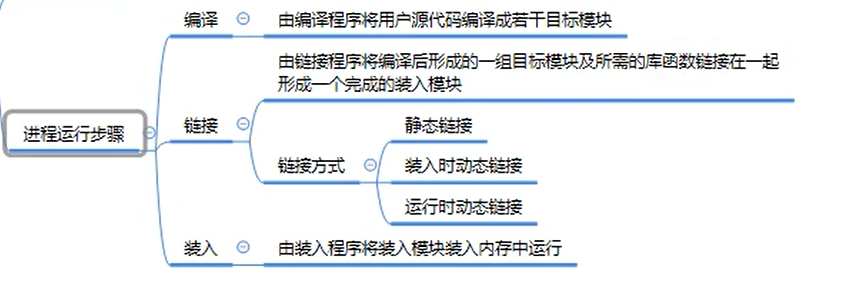 编译
由编译程序将用户源代码编译成若干目标模块
由链接程序将编译后形成的一组目标模块及所需的库函数链接在一起
形成一个完成的装入模块
进程运行步骤
链接
静态链接
链接方式
装入时动态链接
运行时动态链接
装入
由装入程序将装入模块装入内存中运行